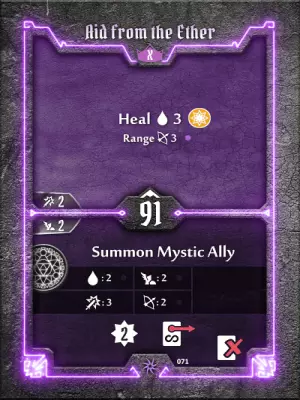 Aid from the Ether
X
Heal 3
Range 3
2
91
2
Summon Mystic Ally
: 2 : 2
: 3 : 2
2
071